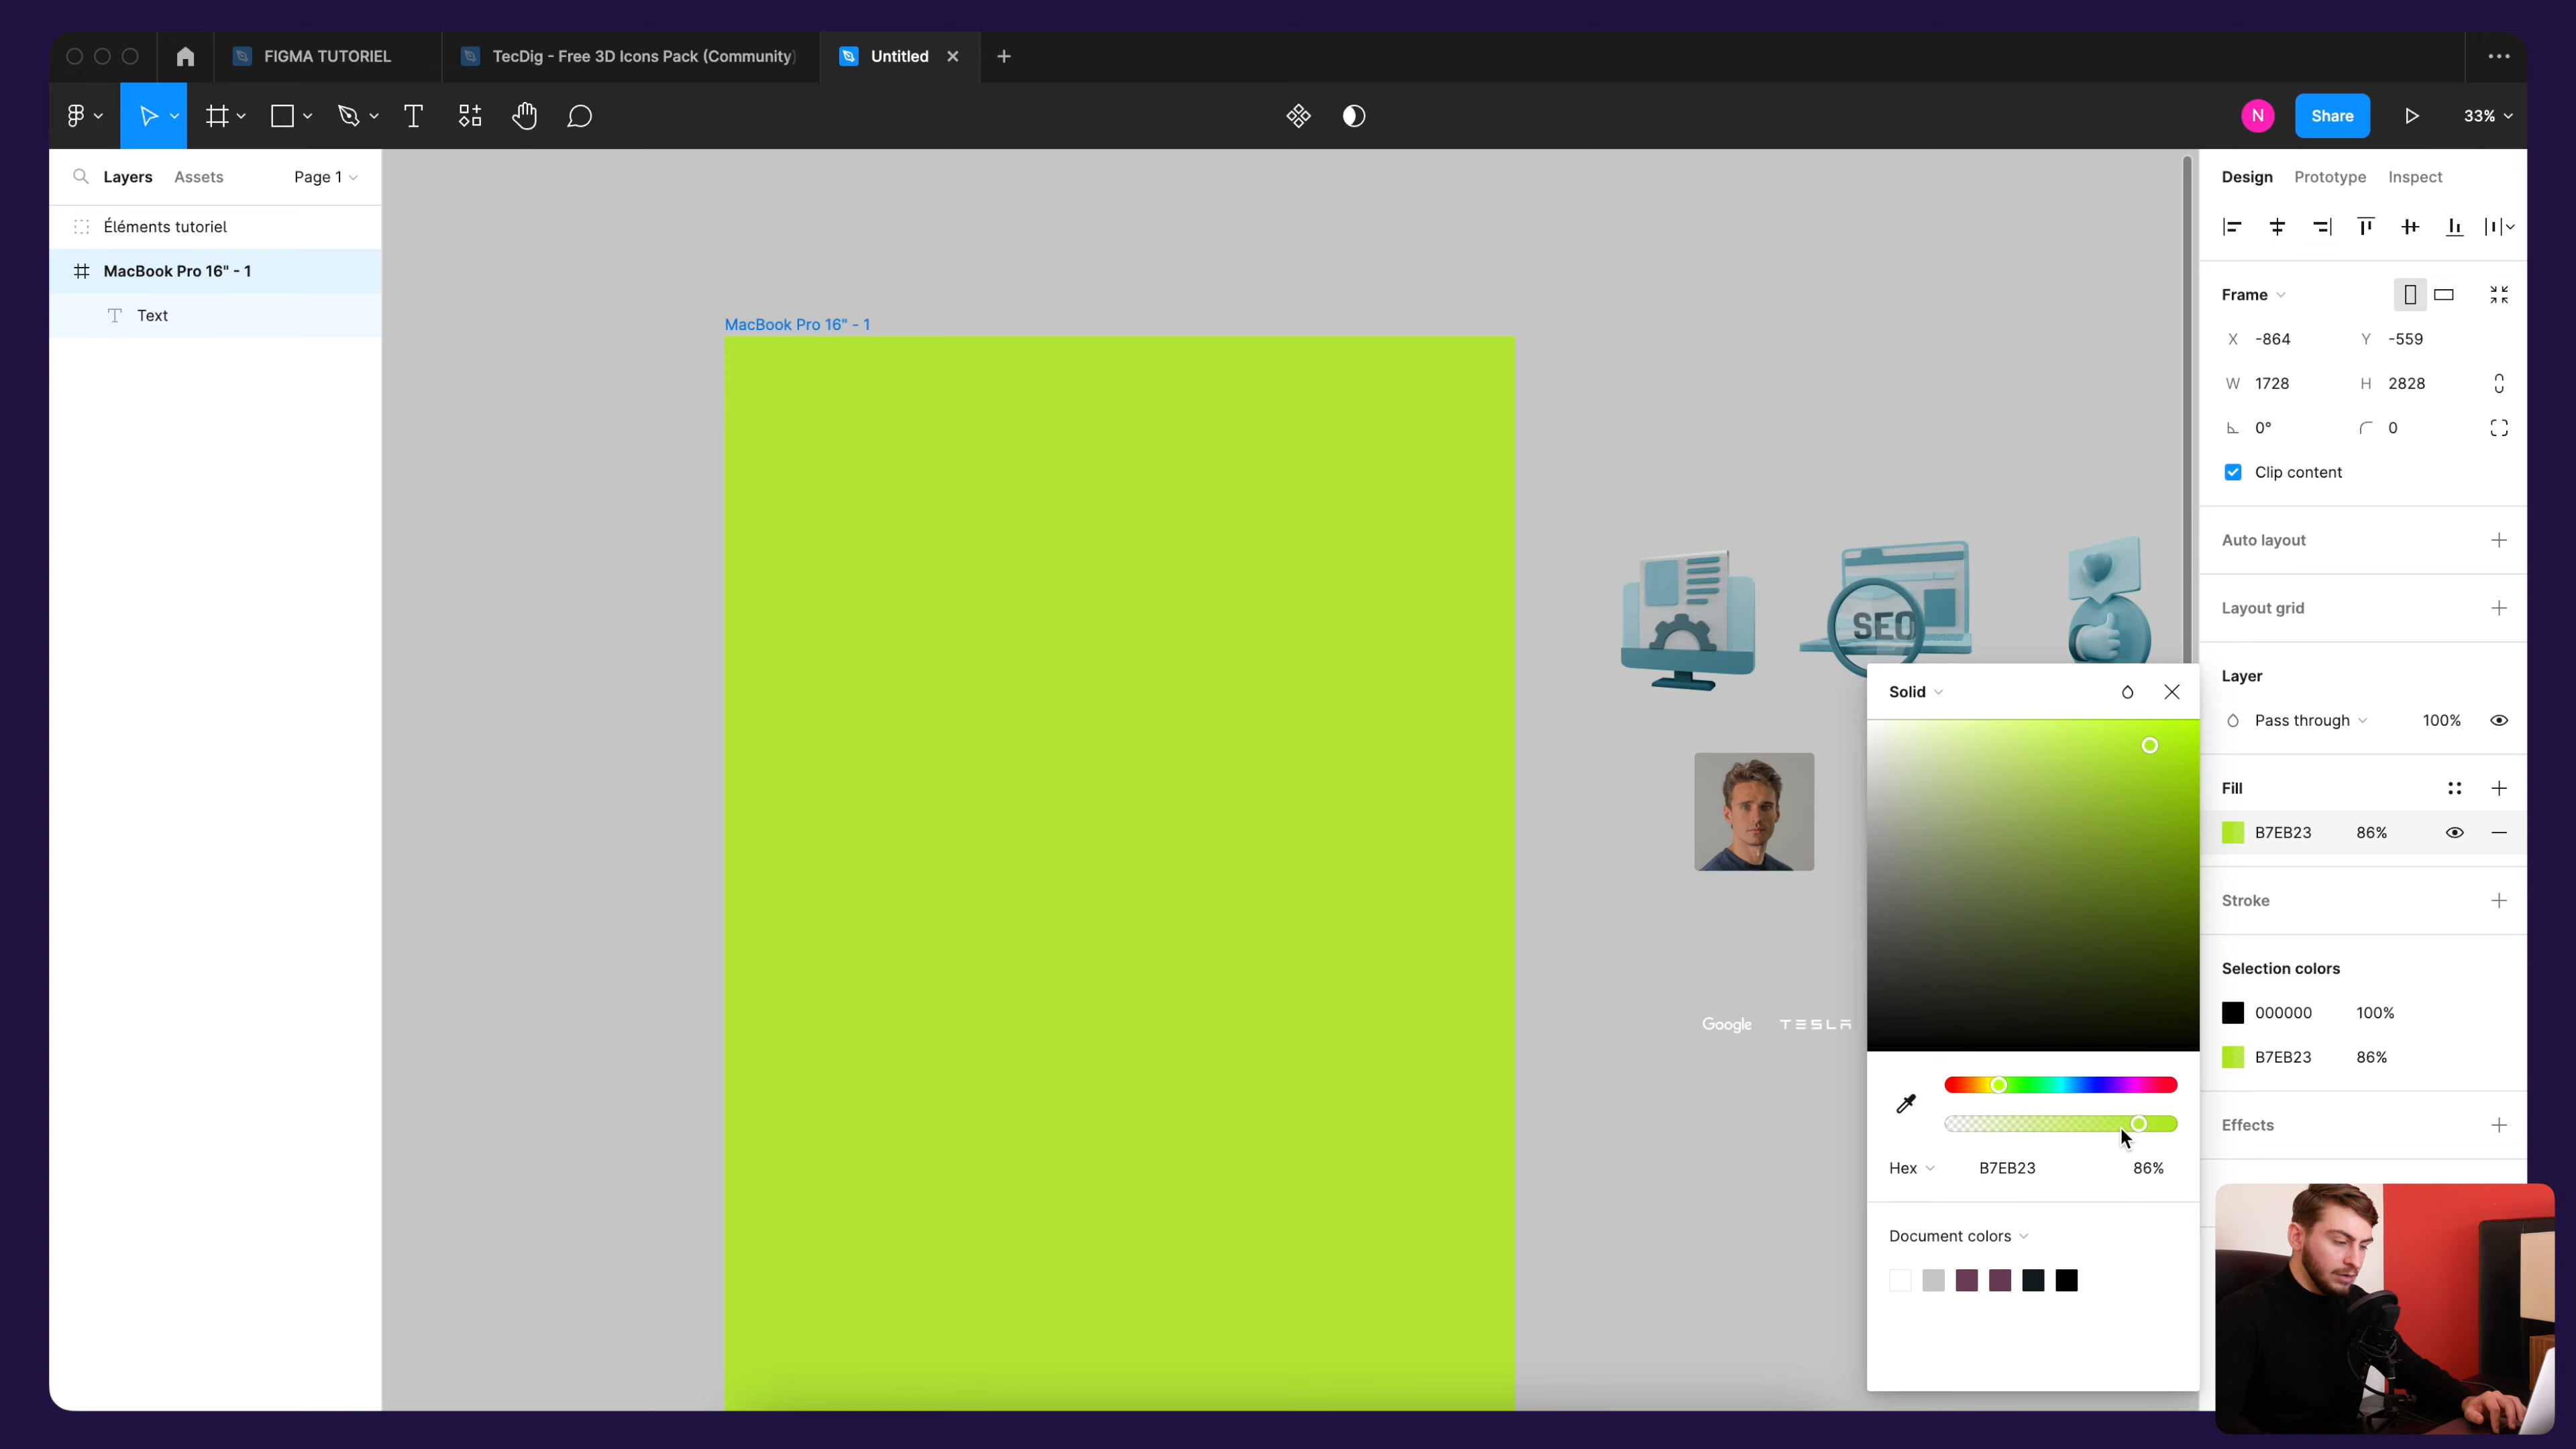 FIGMA TUTORIEL
TecDig - Free 3D Icons Pack (Community)
Untitled
N
Share
33%
Layers
Assets
Page 1
Éléments tutoriel
MacBook Pro 16" - 1
Text
MacBook Pro 16" - 1
SEO
Google
TESLA
Solid
Hex
B7EB23
86%
Document colors
Design
Prototype
Inspect
Frame
X -864 Y -559
W 1728 H 2828
0° 0
Clip content
Auto layout
Layout grid
Layer
Pass through 100%
Fill
B7EB23 86%
Stroke
Selection colors
000000 100%
B7EB23 86%
Effects